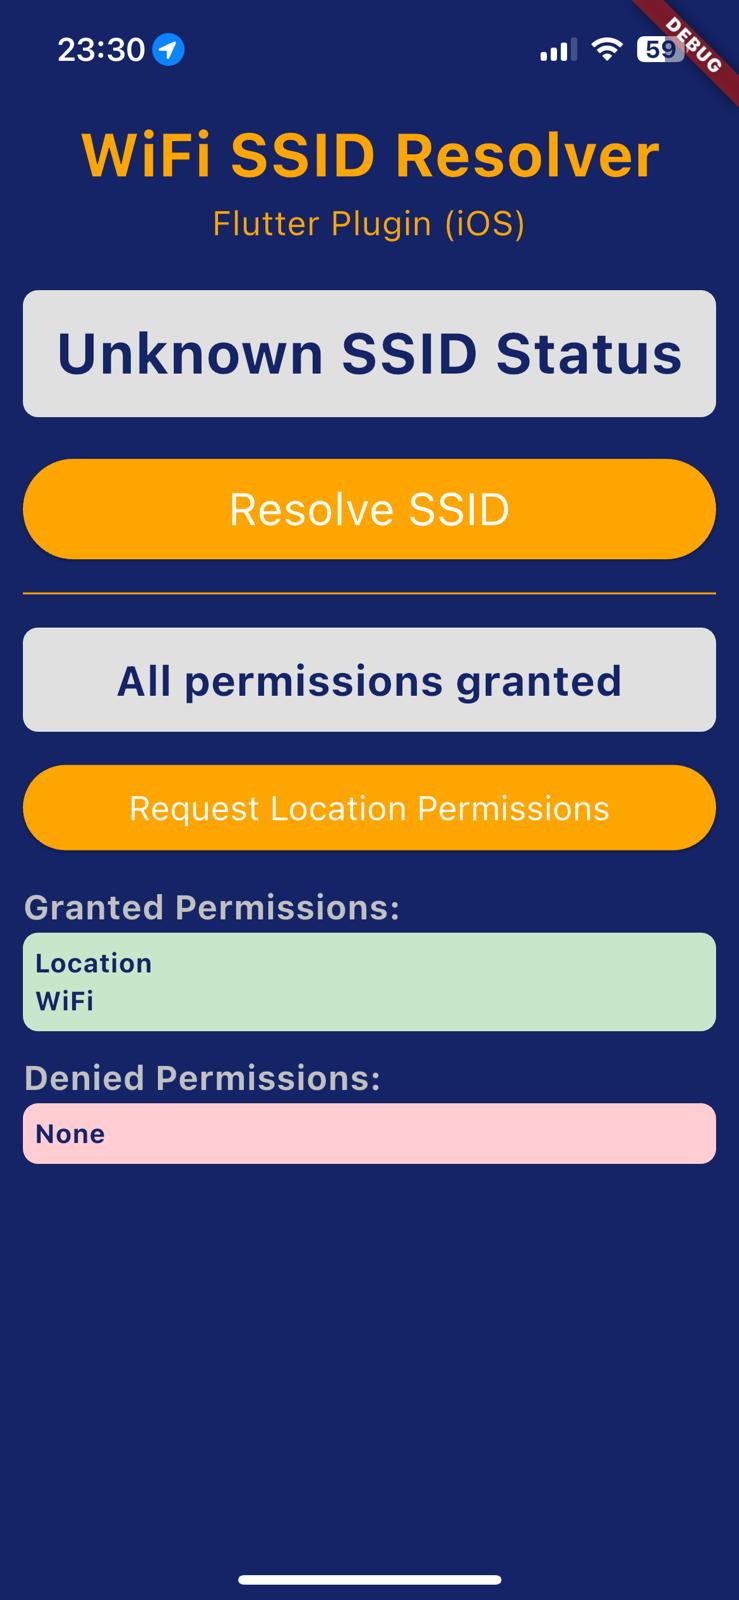 23:30
59
DEBUG
WiFi SSID Resolver
Flutter Plugin (iOS)
Unknown SSID Status
Resolve SSID
All permissions granted
Request Location Permissions
Granted Permissions:
Location
WiFi
Denied Permissions:
None